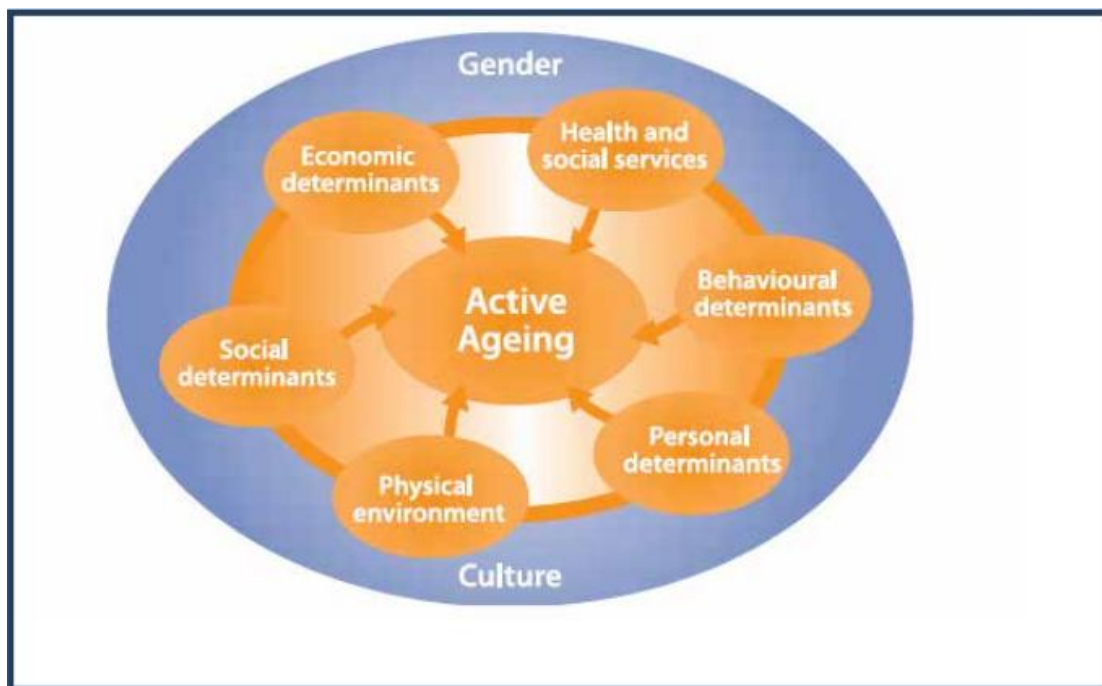 Gender
Economic
determinants
Health and
social services
Active
Ageing
Behavioural
determinants
Social
determinants
Personal
determinants
Physical
environment
Culture